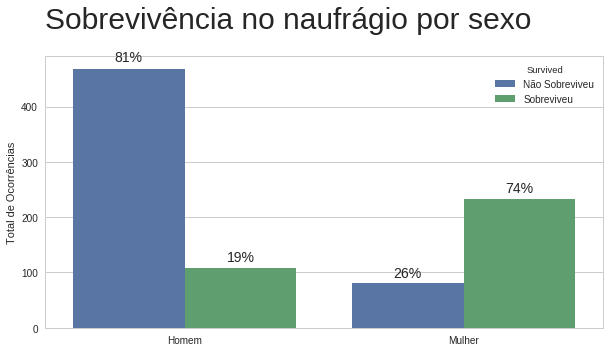 Sobrevivência no naufrágio por sexo
81%
Survived
Não Sobreviveu
Sobreviveu
400
300
Total de Ocorrências
200
74%
19%
26%
100
0
Homem
Mulher